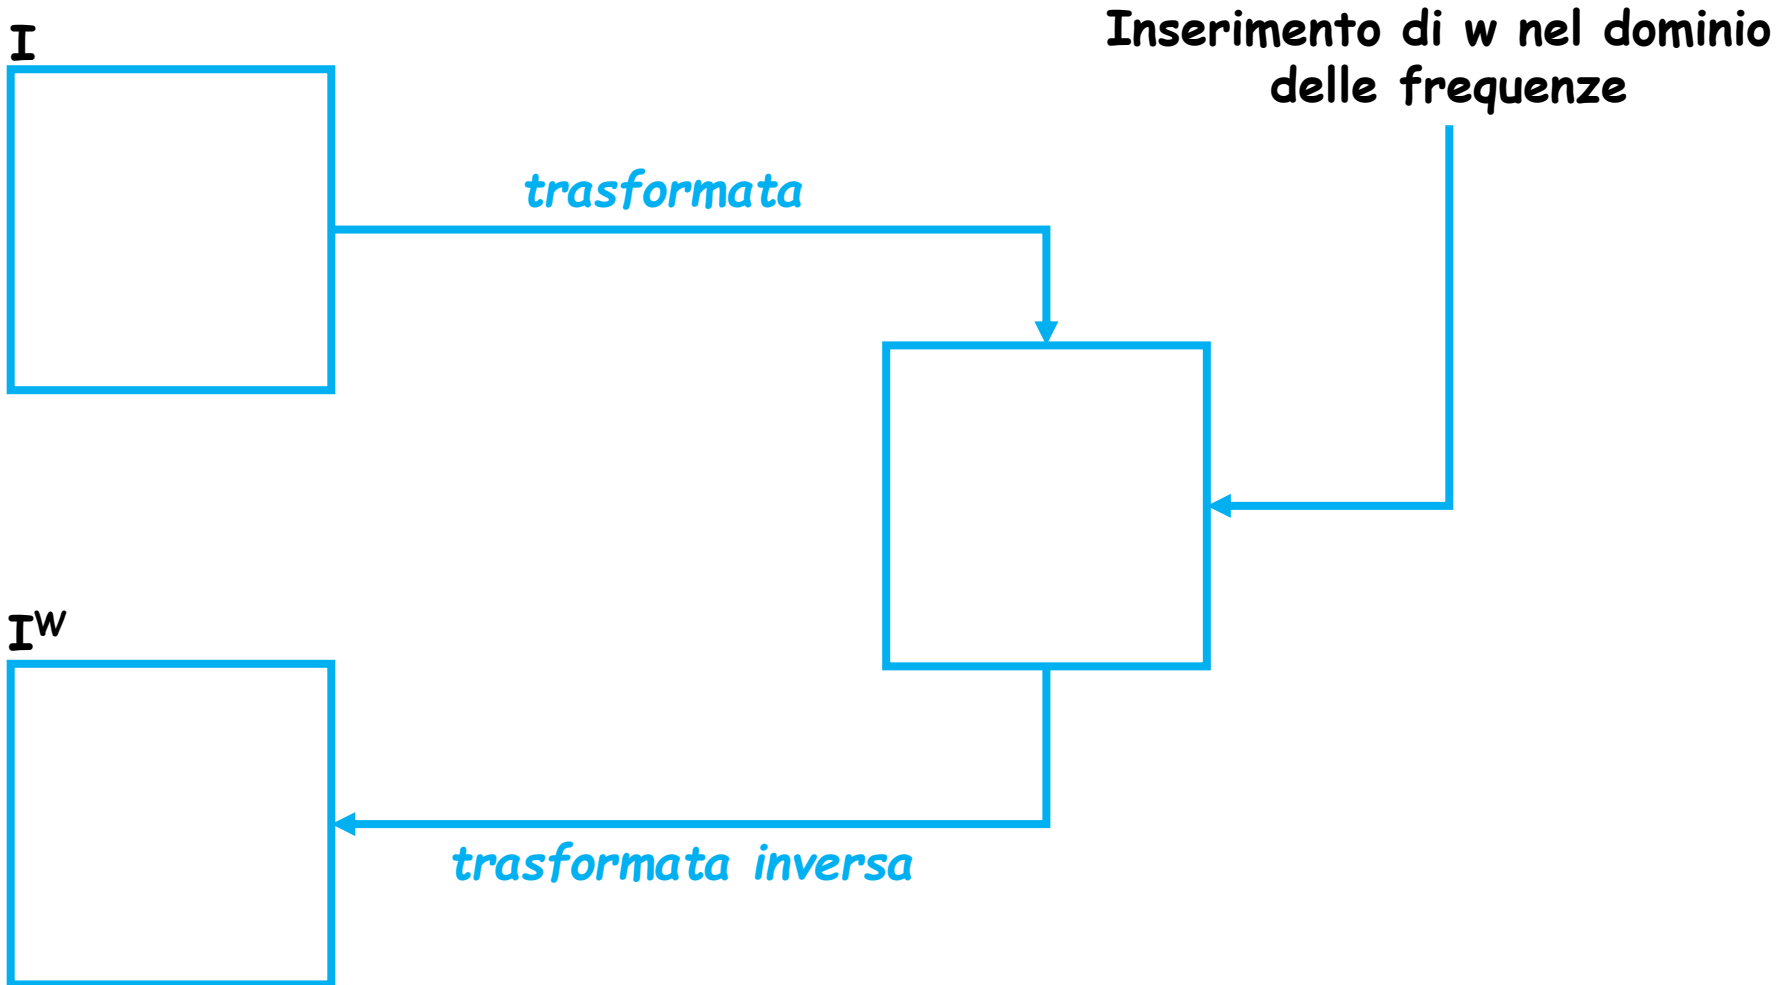 I
Inserimento di w nel dominio
delle frequenze
trasformata
I^W
trasformata inversa